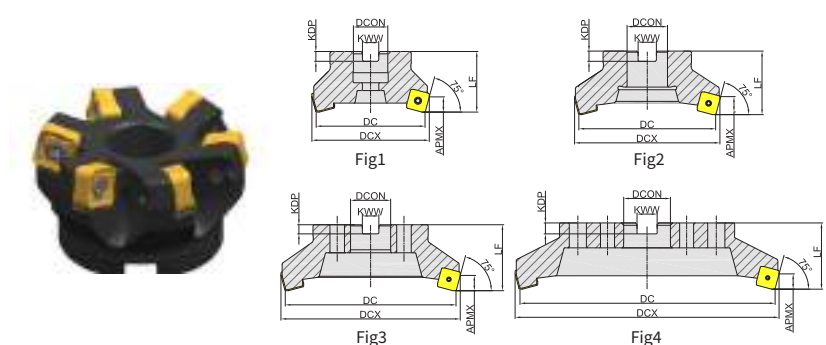 DCON
KWW
KDP
LF
75°
APMX
DC
DCX
Fig1
DCON
KWW
KDP
LF
75°
APMX
DC
DCX
Fig2
DCON
KWW
KDP
LF
75°
APMX
DC
DCX
Fig3
DCON
KWW
KDP
LF
75°
APMX
DC
DCX
Fig4